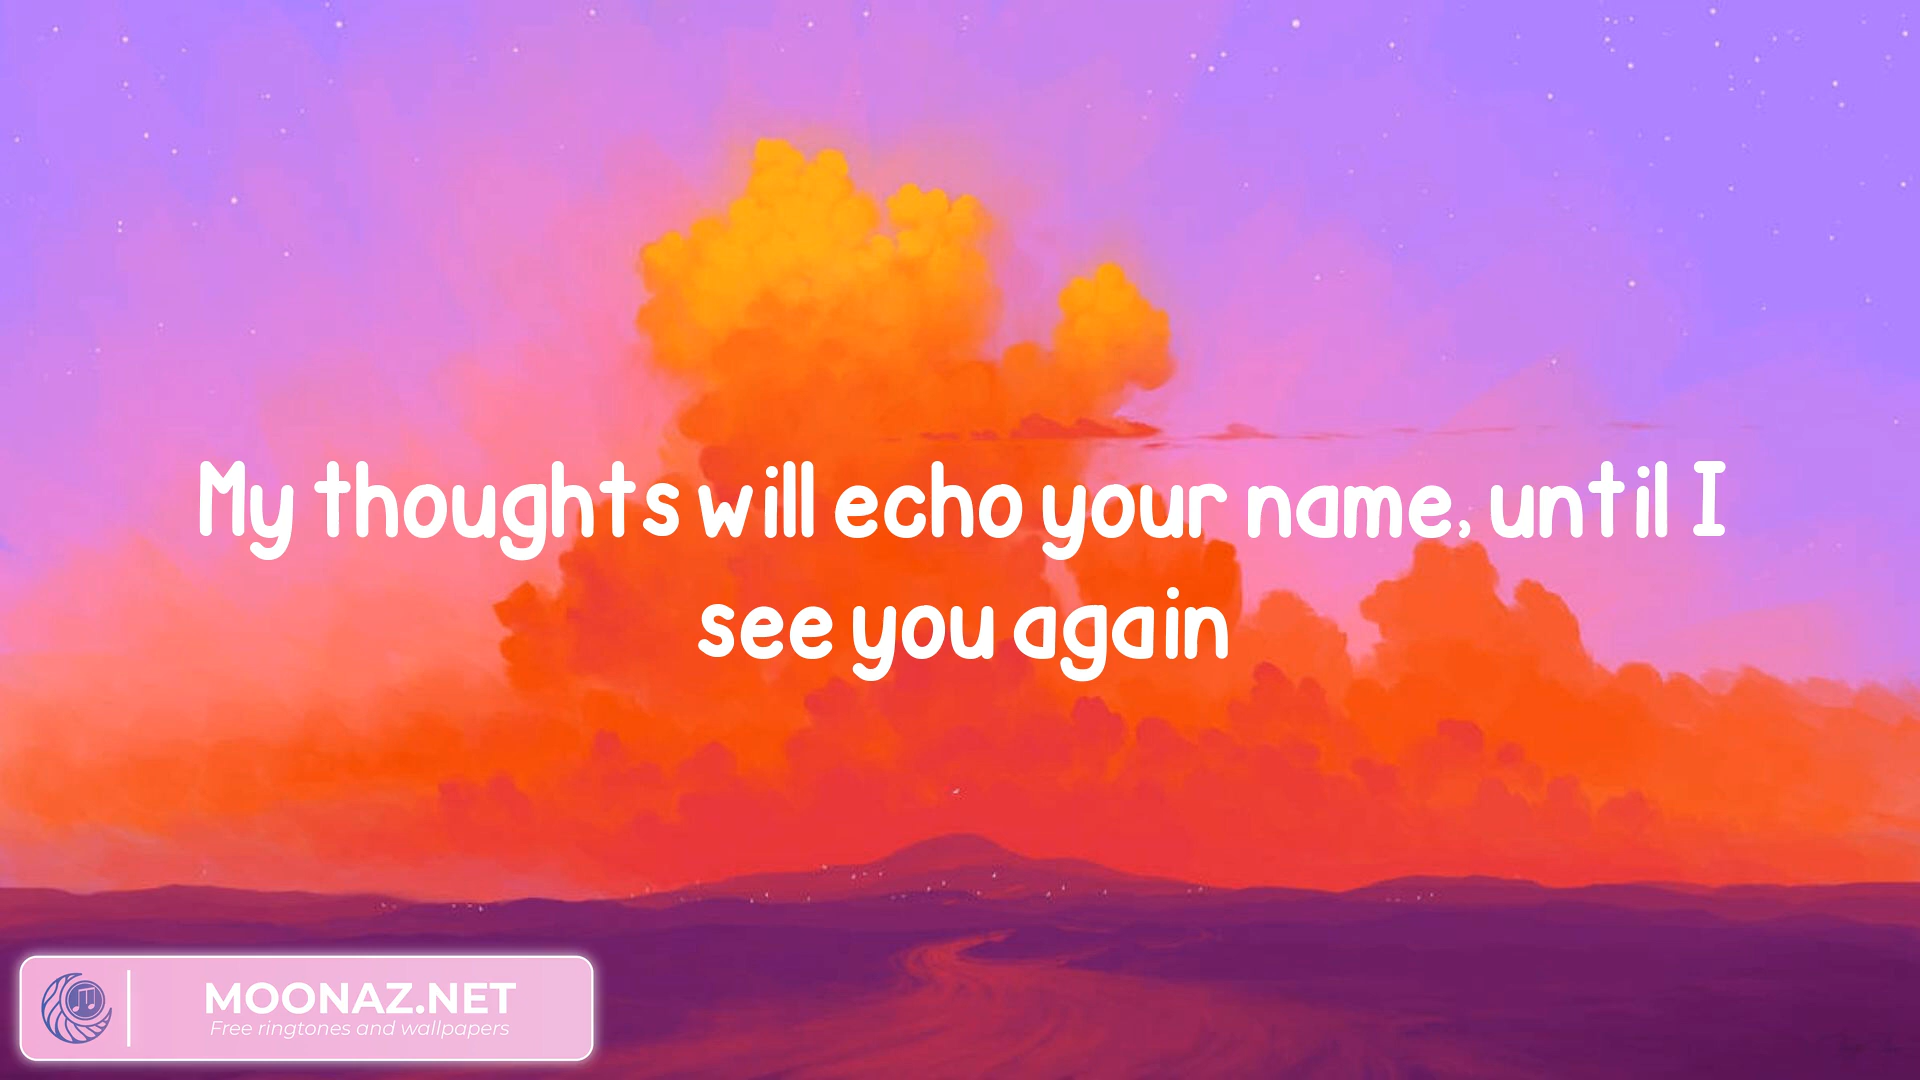 My thoughts will echo your name, until I
see you again
MOONAZ.NET
Free ringtones and wallpapers